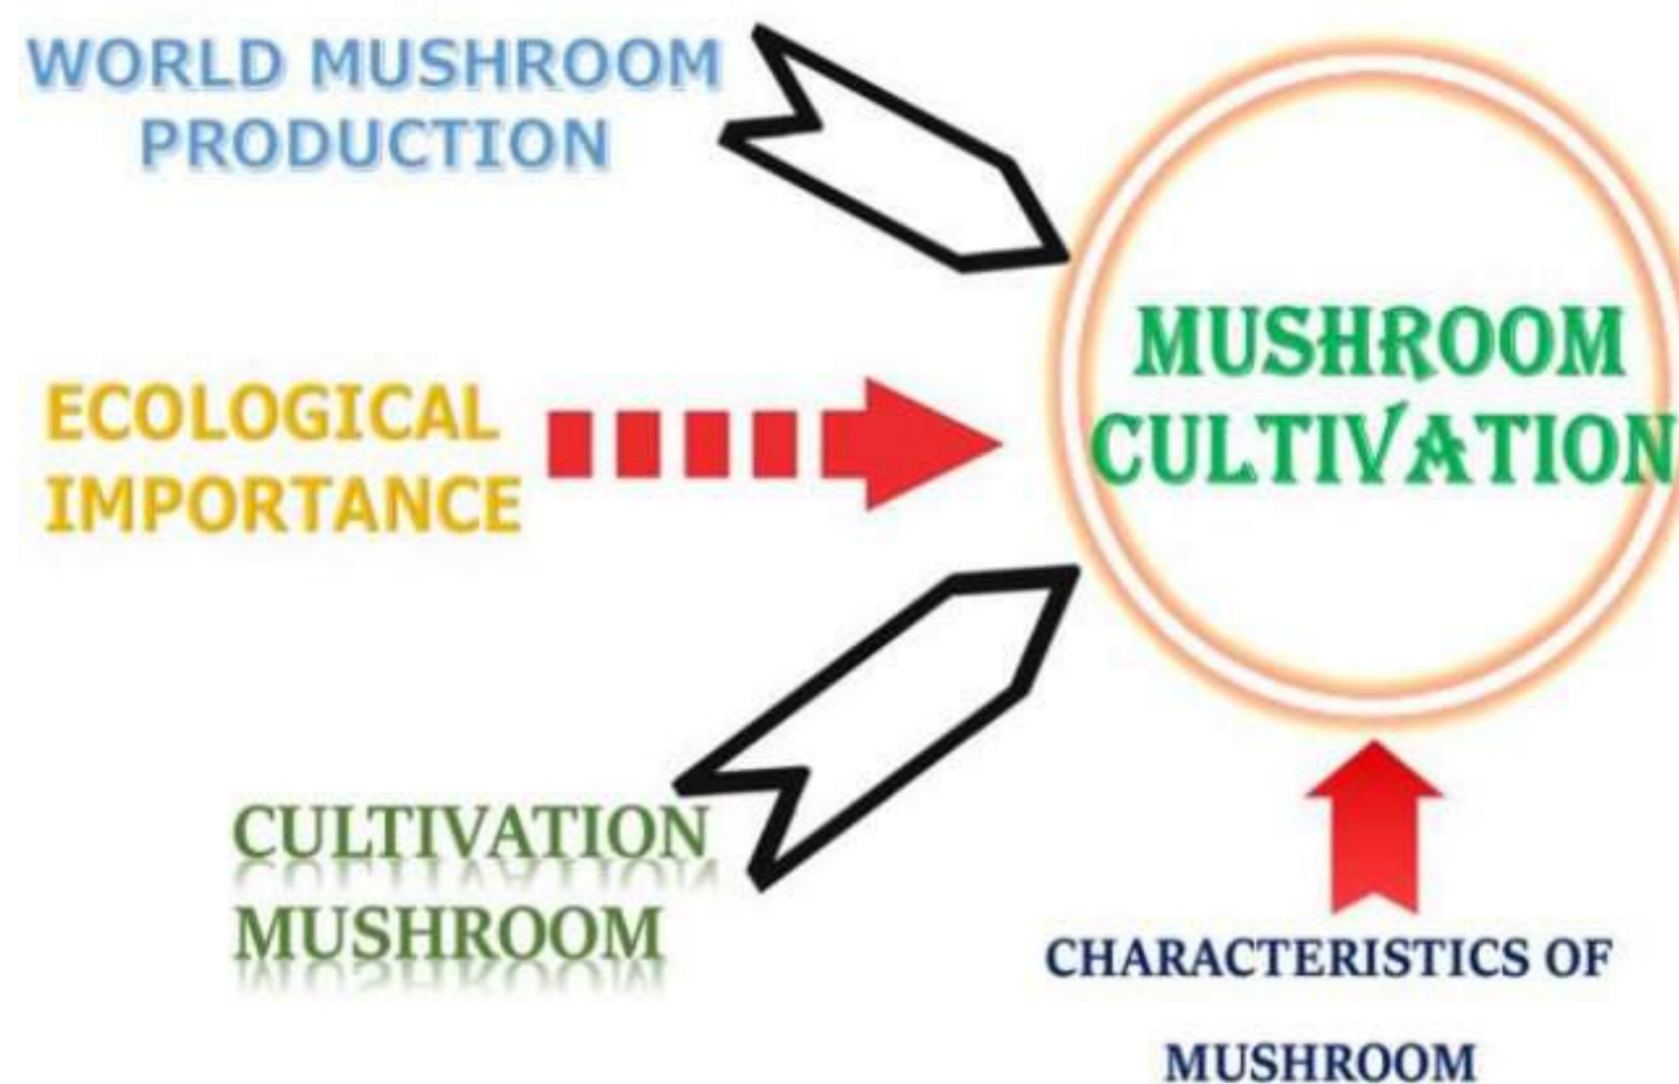 WORLD MUSHROOM
PRODUCTION
ECOLOGICAL
IMPORTANCE
MUSHROOM
CULTIVATION
CULTIVATION
MUSHROOM
CHARACTERISTICS OF
MUSHROOM